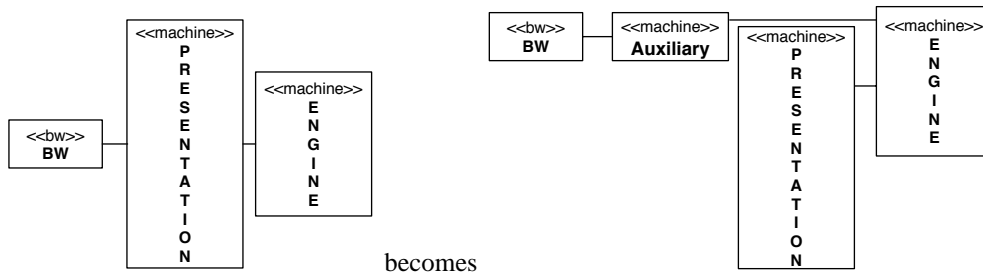 <<bw>>
BW
<<machine>>
P
R
E
S
E
N
T
A
T
I
O
N
<<machine>>
E
N
G
I
N
E
becomes
<<bw>>
BW
<<machine>>
Auxiliary
<<machine>>
P
R
E
S
E
N
T
A
T
I
O
N
<<machine>>
E
N
G
I
N
E